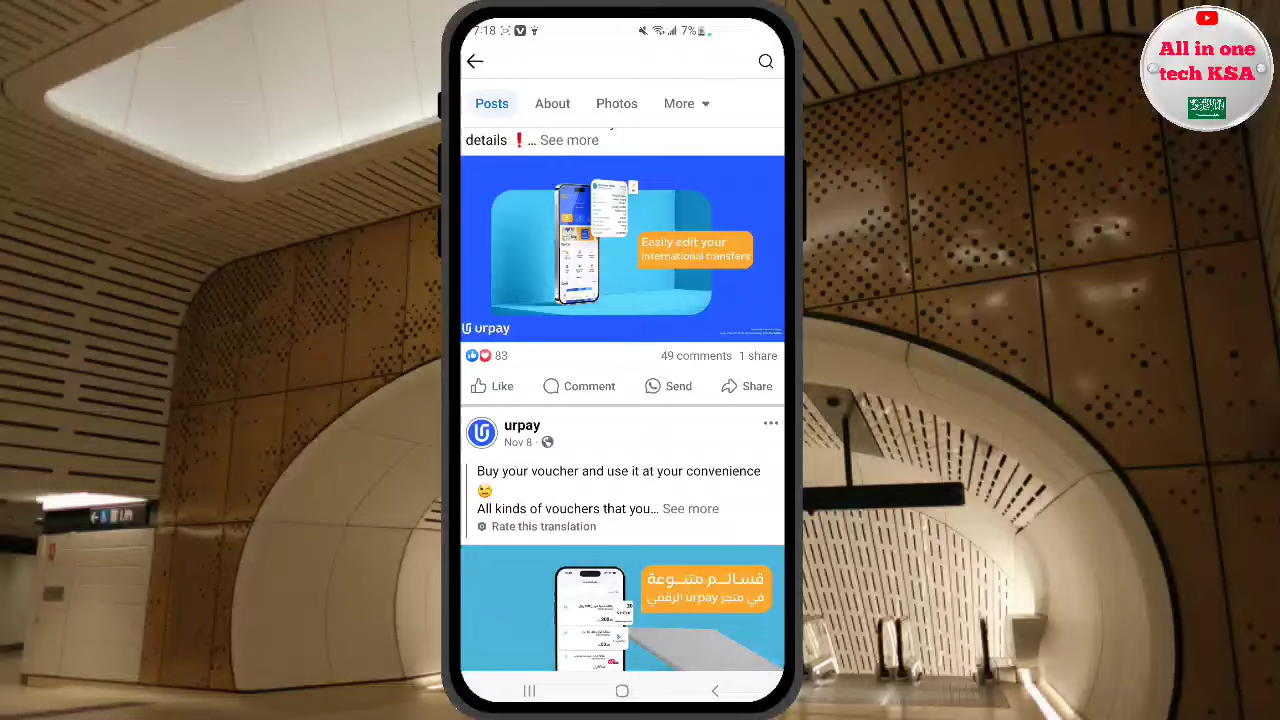 7:18
7%
All in one
tech KSA
Posts About Photos More
details ❗... See more
Easily edit your
International transfers
urpay
83
49 comments 1 share
Like Comment Send Share
urpay
Nov 8 ·
Buy your voucher and use it at your convenience
😉
All kinds of vouchers that you... See more
Rate this translation
قسائم متنوعة
في متجر urpay الرقمي
Lift